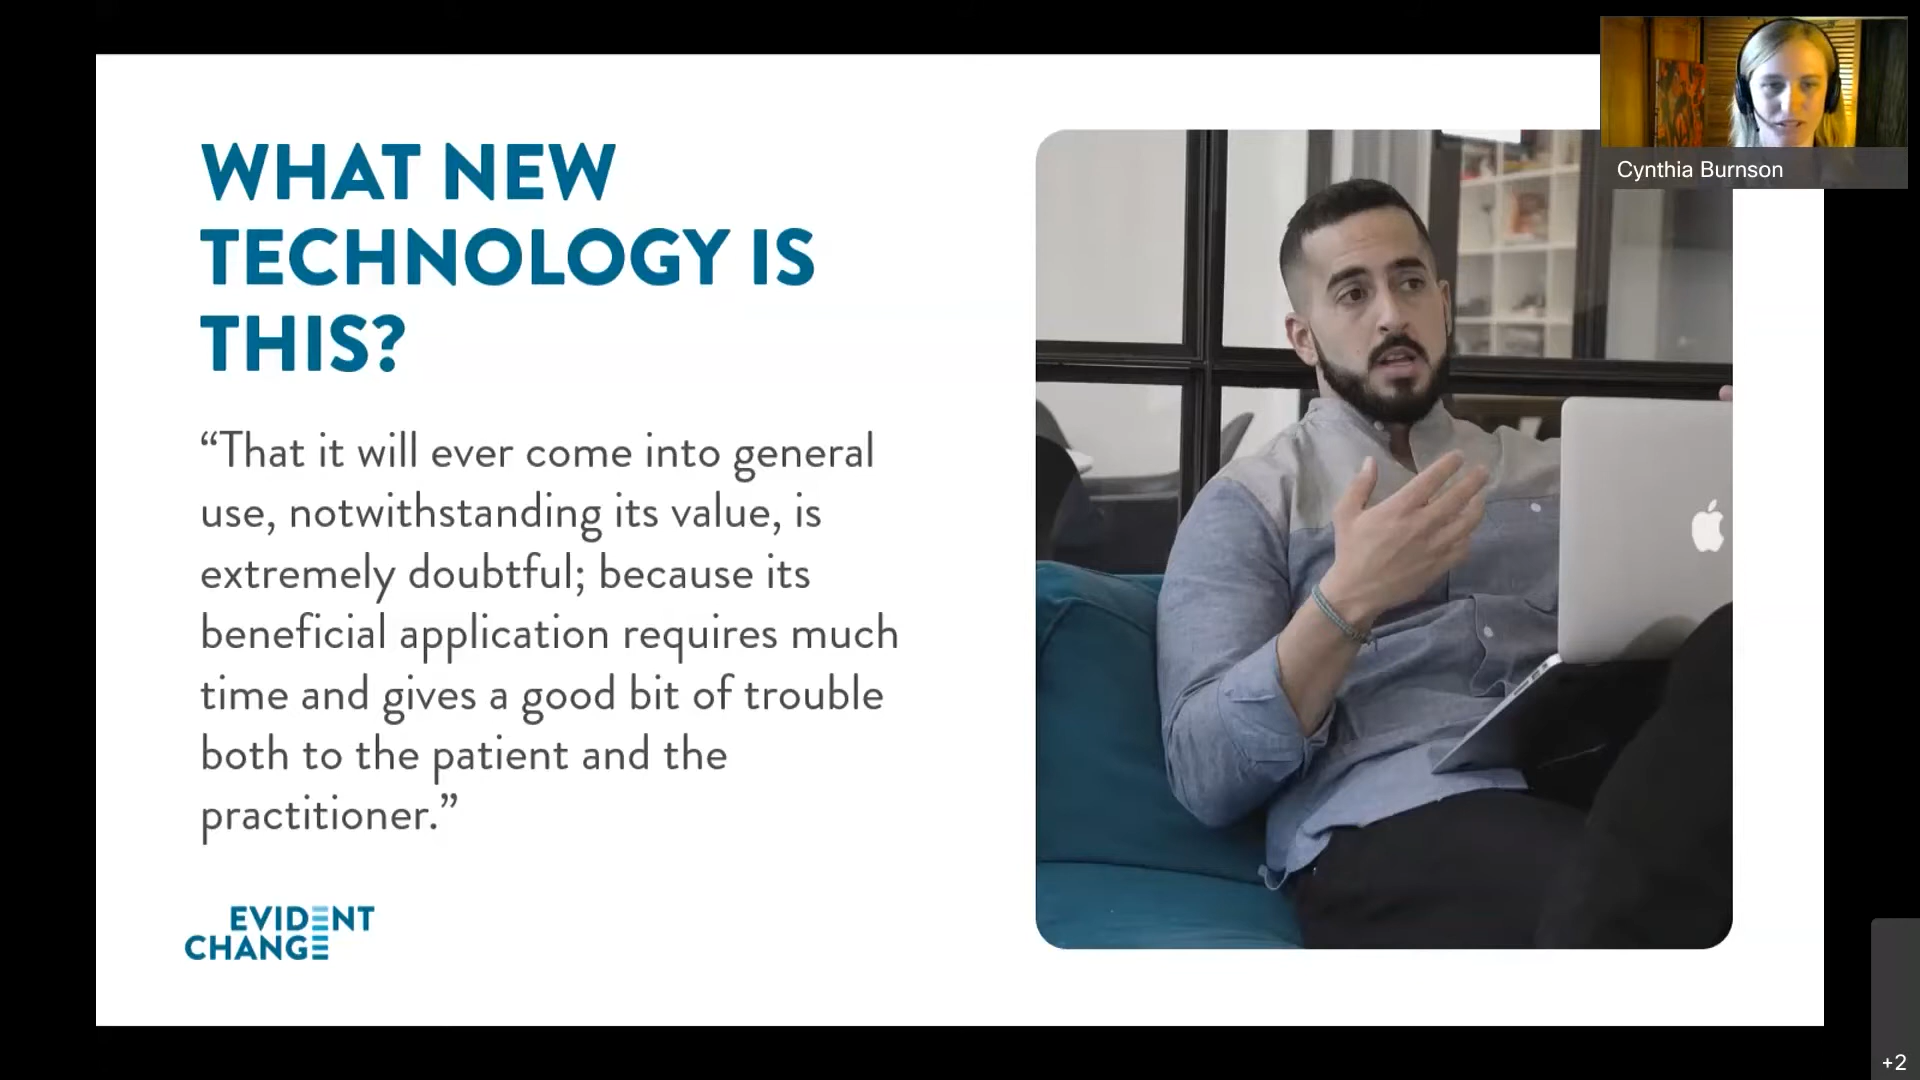 WHAT NEW
TECHNOLOGY IS
THIS?
“That it will ever come into general
use, notwithstanding its value, is
extremely doubtful; because its
beneficial application requires much
time and gives a good bit of trouble
both to the patient and the
practitioner.”
EVIDENT
CHANGE
Cynthia Burnson
+2